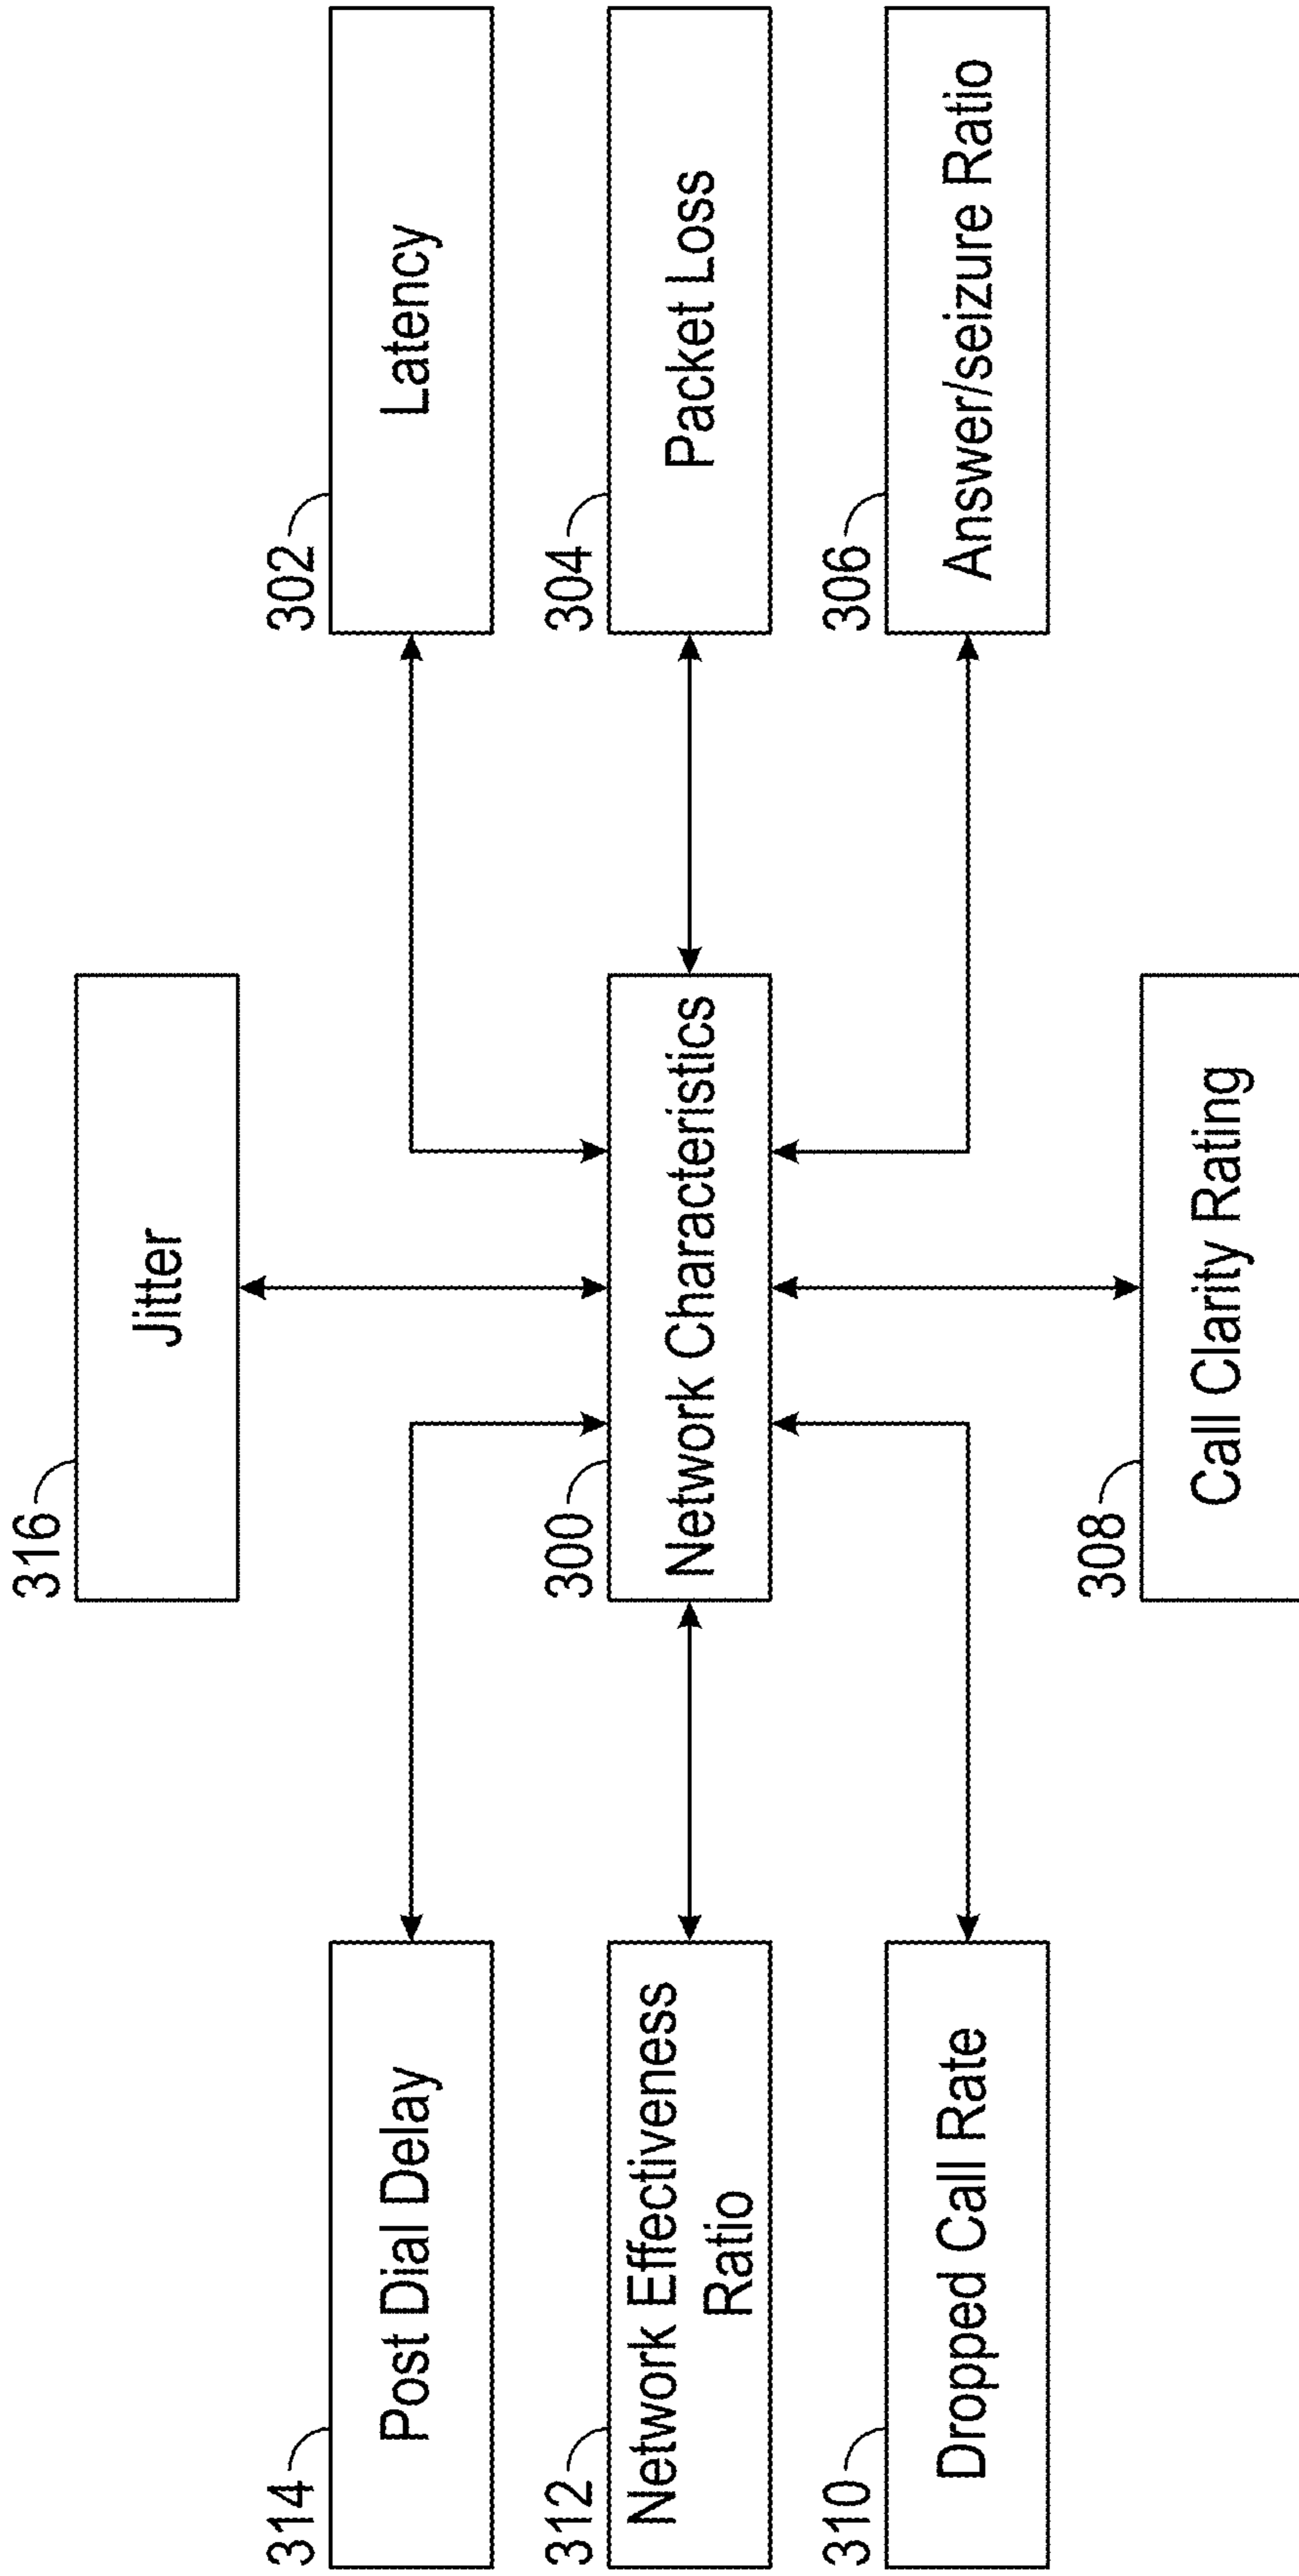 316
Jitter
314
Post Dial Delay
302
Latency
312
Network Effectiveness
Ratio
300
Network Characteristics
304
Packet Loss
310
Dropped Call Rate
306
Answer/seizure Ratio
308
Call Clarity Rating